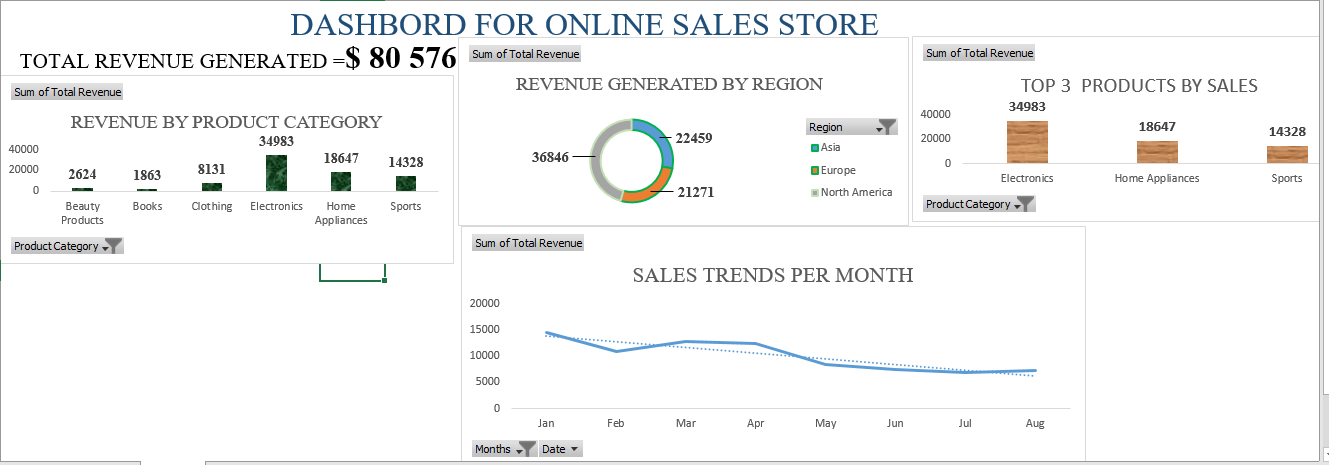 DASHBORD FOR ONLINE SALES STORE
TOTAL REVENUE GENERATED =$ 80 576
Sum of Total Revenue
REVENUE BY PRODUCT CATEGORY
40000
20000
0
2624
1863
8131
34983
18647
14328
Beauty Products
Books
Clothing
Electronics
Home Appliances
Sports
Product Category
Sum of Total Revenue
REVENUE GENERATED BY REGION
36846
22459
21271
Region
Asia
Europe
North America
Sum of Total Revenue
TOP 3 PRODUCTS BY SALES
40000
20000
0
34983
18647
14328
Electronics
Home Appliances
Sports
Product Category
Sum of Total Revenue
SALES TRENDS PER MONTH
20000
15000
10000
5000
0
Jan
Feb
Mar
Apr
May
Jun
Jul
Aug
Months
Date